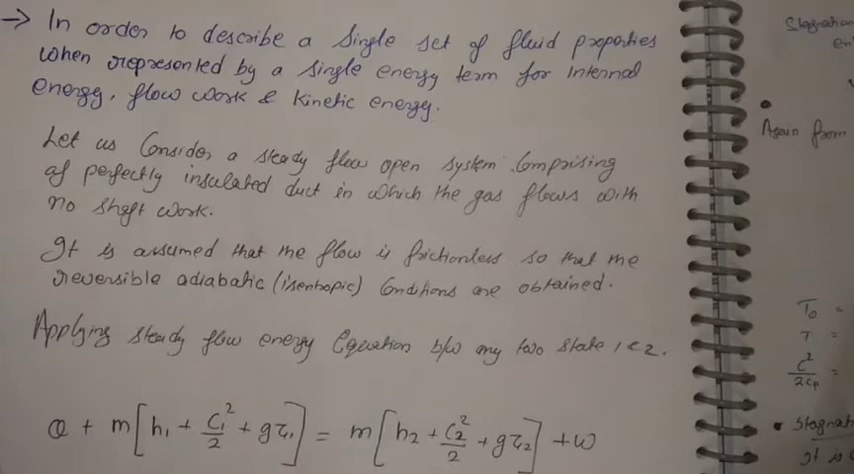 → In order to describe a single set of fluid properties
when represented by a single energy term for internal
energy, flow work & kinetic energy.
Let us Consider a steady flow open system comprising
of perfectly insulated duct in which the gas flows with
no shaft work.
It is assumed that the flow is frictionless so that the
reversible adiabatic (isentropic) Conditions are obtained.
Applying steady flow energy Equation b/w any two state 1 & 2.
Q + m[h₁ + C₁²/2 + gz₁] = m[h₂ + C₂²/2 + gz₂] + w
Stagnation
en
Again from
T₀ =
T =
C²/2cp =
• Stagnat
It is